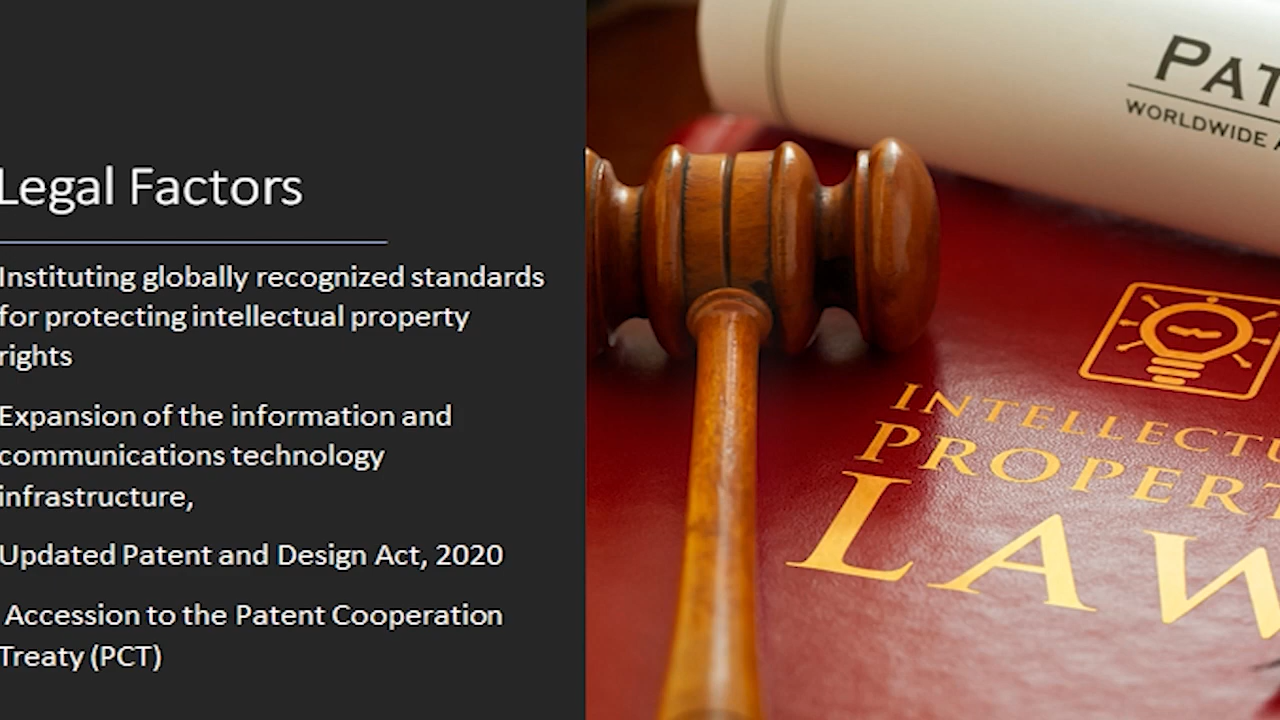 Legal Factors
Instituting globally recognized standards
for protecting intellectual property
rights
Expansion of the information and
communications technology
infrastructure,
Updated Patent and Design Act, 2020
Accession to the Patent Cooperation
Treaty (PCT)
PAT
WORLDWIDE
INTELLECTU
PROPERT
LAW